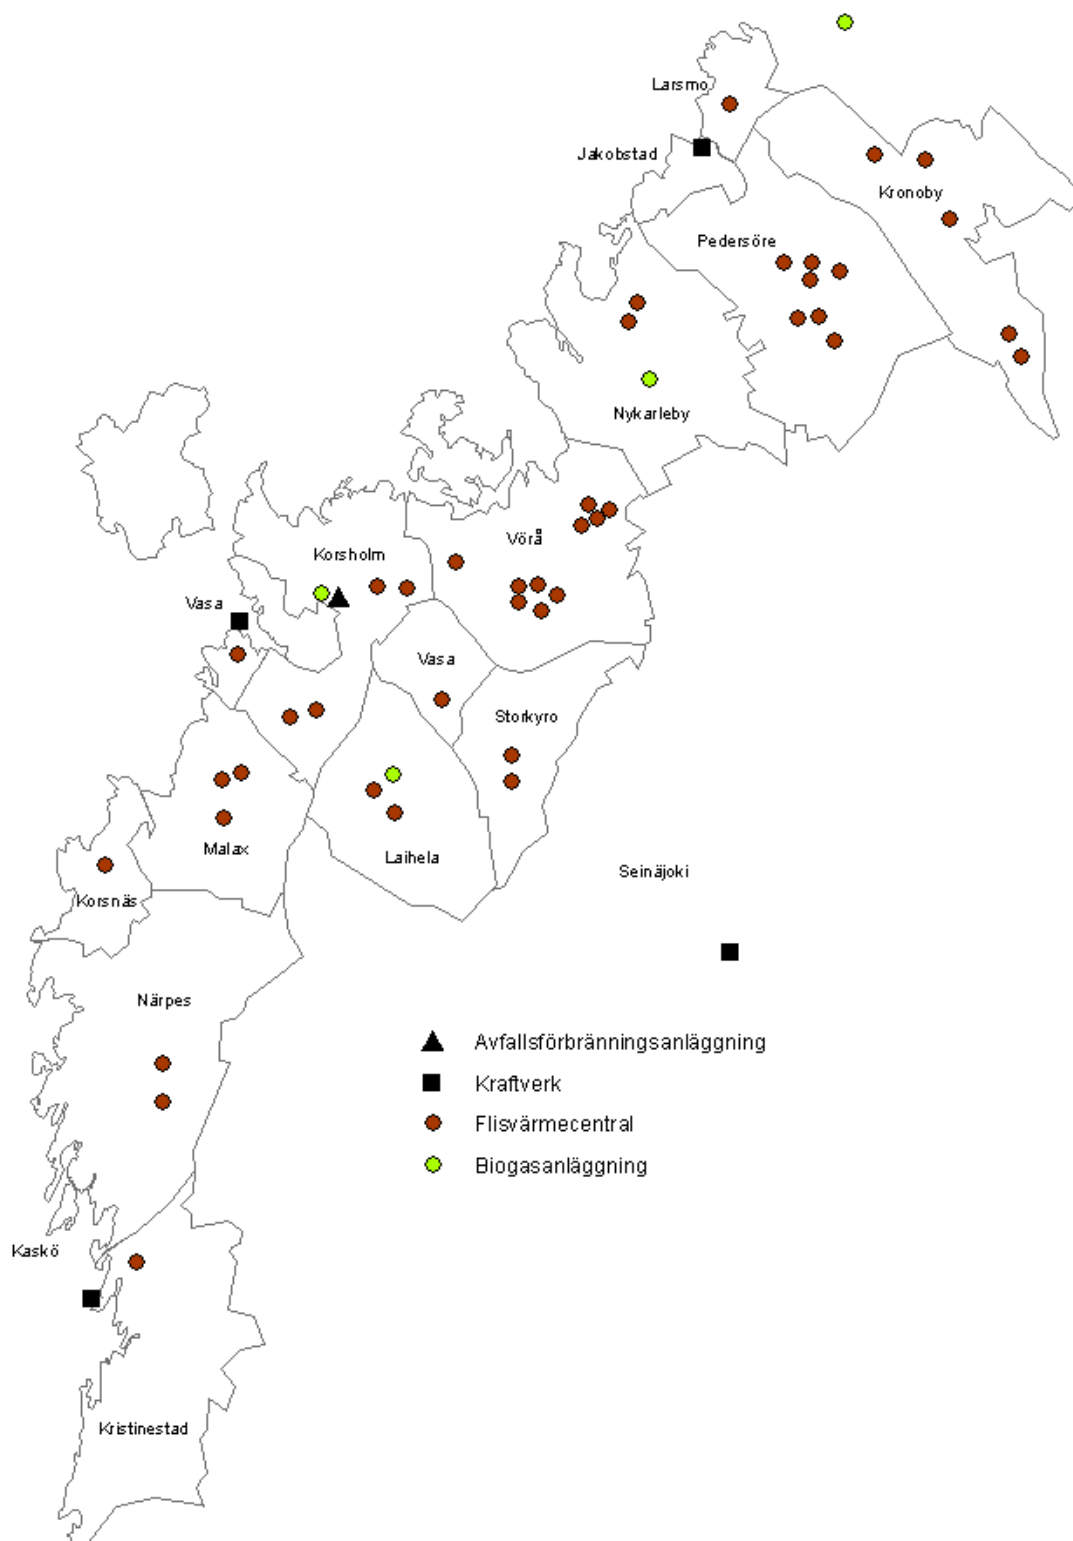 Larsmo
Jakobstad
Kronoby
Pedersöre
Nykarleby
Vörå
Korsholm
Vasa
Vasa
Storkyro
Malax
Laihela
Seinäjoki
Korsnäs
Närpes
Avfallsförbränningsanläggning
Kraftverk
Flisvärmecentral
Biogasanläggning
Kaskö
Kristinestad